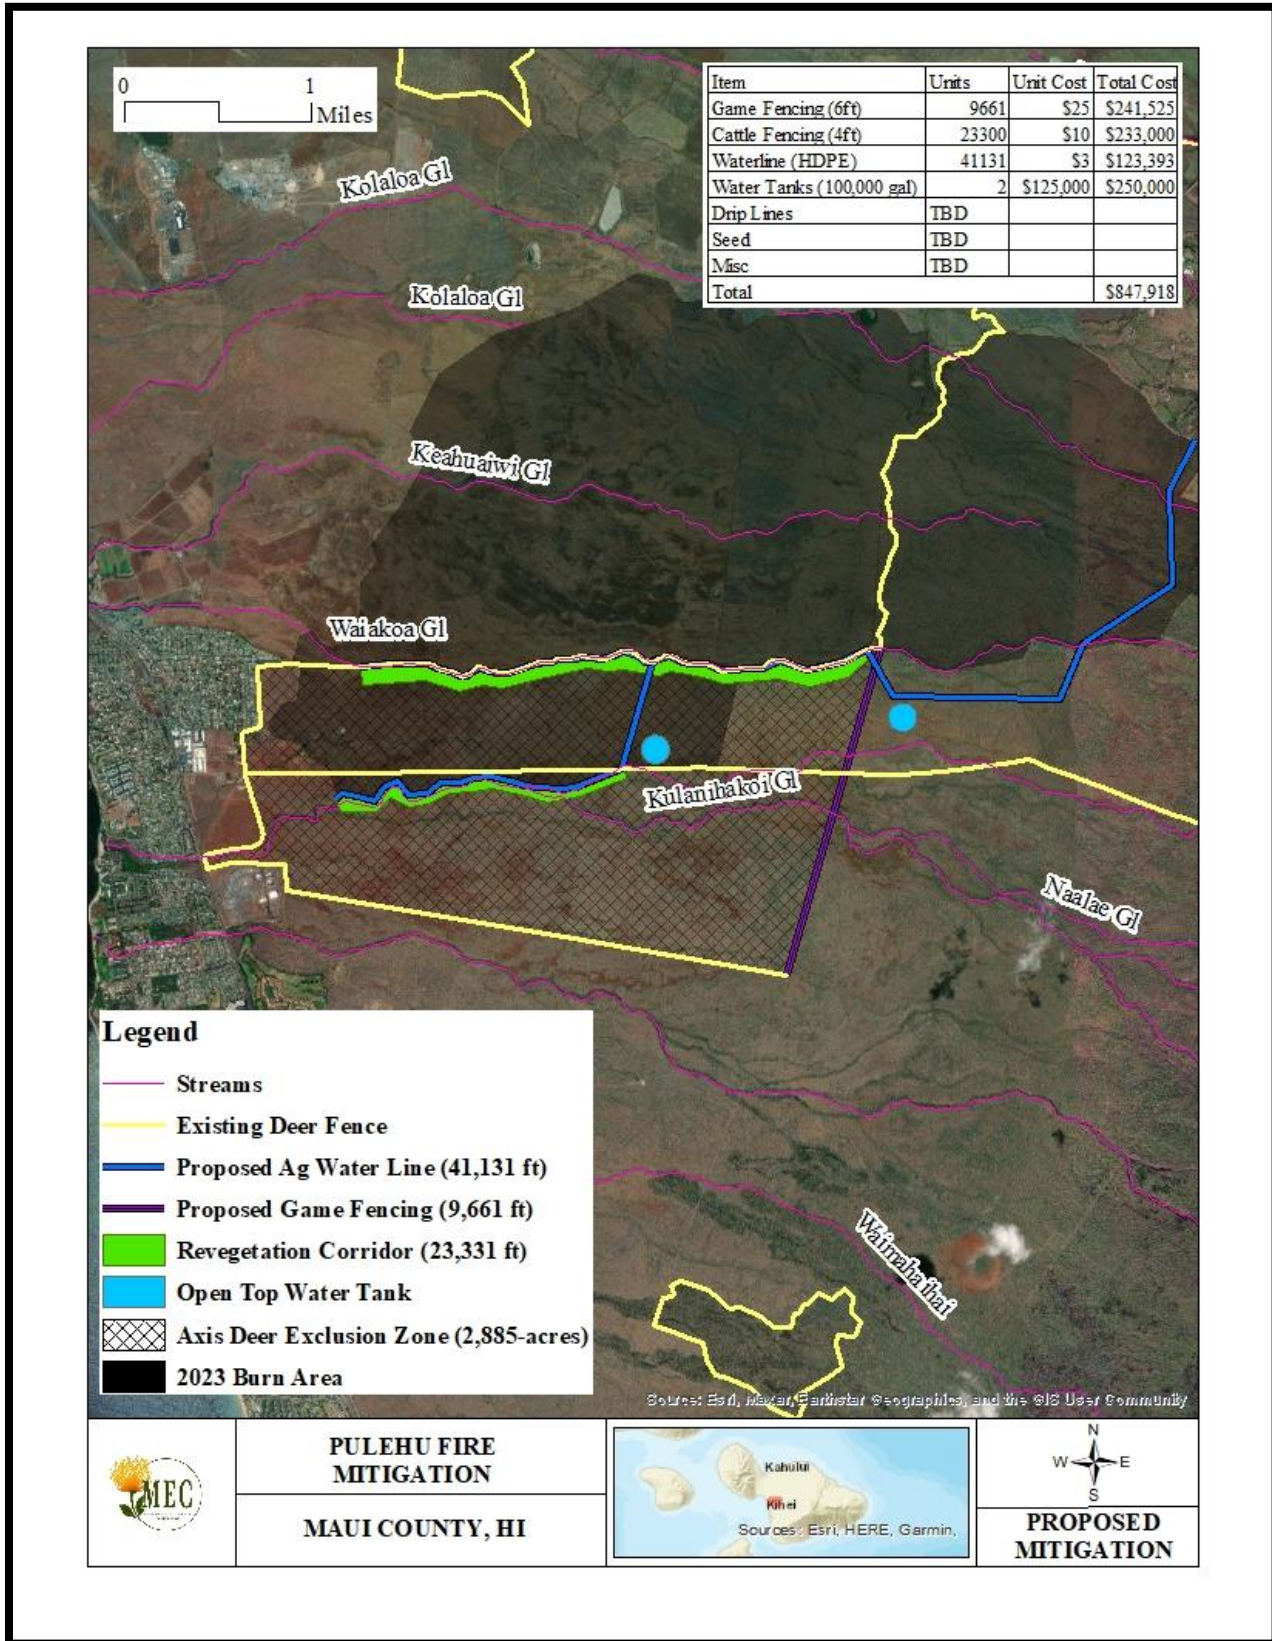 0 1
Miles
Item Units Unit Cost Total Cost
Game Fencing (6ft) 9661 $25 $241,525
Cattle Fencing (4ft) 23300 $10 $233,000
Waterline (HDPE) 41131 $3 $123,393
Water Tanks (100,000 gal) 2 $125,000 $250,000
Drip Lines TBD
Seed TBD
Misc TBD
Total $847,918
Kolaloa Gl
Kolaloa Gl
Keahuaiwi Gl
Waiakoa Gl
Kulanihakoi Gl
Naalae Gl
Waimahaihai
Legend
Streams
Existing Deer Fence
Proposed Ag Water Line (41,131 ft)
Proposed Game Fencing (9,661 ft)
Revegetation Corridor (23,331 ft)
Open Top Water Tank
Axis Deer Exclusion Zone (2,885-acres)
2023 Burn Area
Source: Esri, Maxar, Earthstar Geographics, and the GIS User Community
MEC
PULEHU FIRE
MITIGATION
MAUI COUNTY, HI
Kahului
Kihei
Sources: Esri, HERE, Garmin,
N
W E
S
PROPOSED
MITIGATION